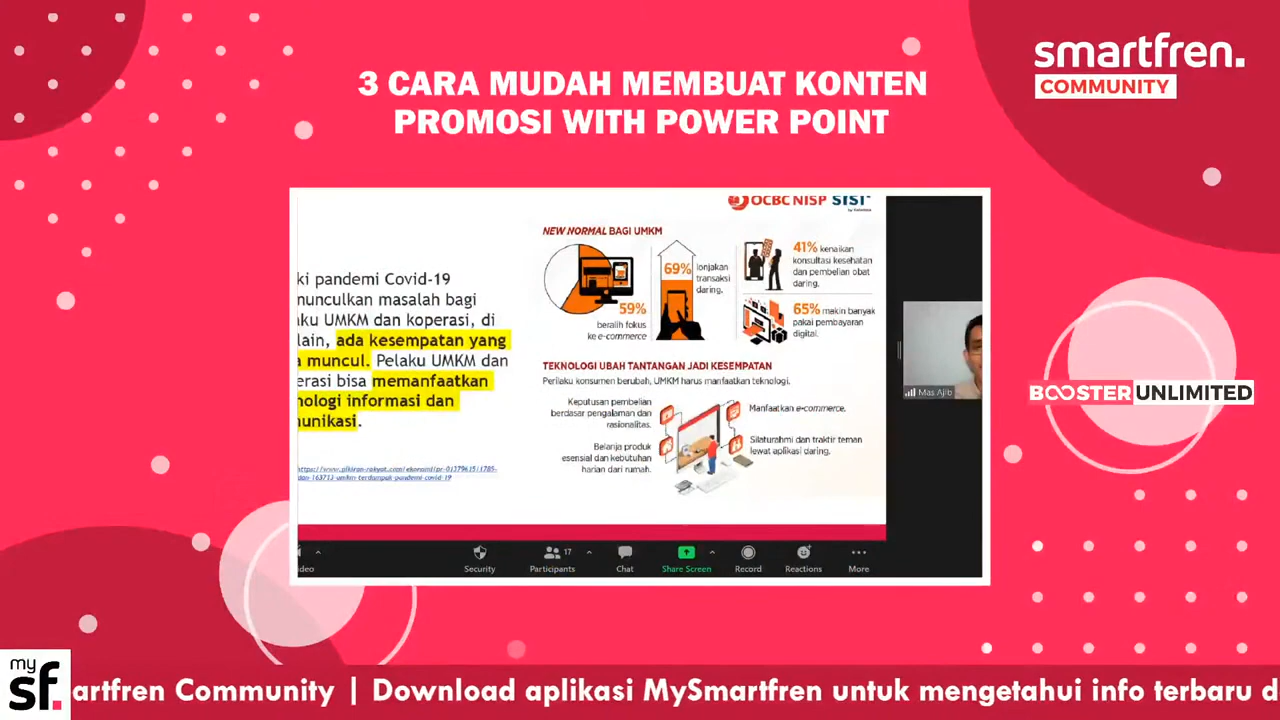 smartfren.
COMMUNITY
3 CARA MUDAH MEMBUAT KONTEN
PROMOSI WITH POWER POINT
OCBC NISP SISI+
NEW NORMAL BAGI UMKM
59%
beralih fokus
ke e-commerce
69%
lonjakan
transaksi
daring.
41% kenaikan
konsultasi kesehatan
dan pembelian obat
daring.
65% makin banyak
pakai pembayaran
digital.
ki pandemi Covid-19
nunculkan masalah bagi
ku UMKM dan koperasi, di
lain, ada kesempatan yang
a muncul. Pelaku UMKM dan
erasi bisa memanfaatkan
nologi informasi dan
unikasi.
TEKNOLOGI UBAH TANTANGAN JADI KESEMPATAN
Perilaku konsumen berubah, UMKM harus manfaatkan teknologi.
Keputusan pembelian
berdasar pengalaman dan
rasionalitas.
Belanja produk
esensial dan kebutuhan
harian dari rumah.
Manfaatkan e-commerce.
Silaturahmi dan traktir teman
lewat aplikasi daring.
Mas Ajib
BOOSTER UNLIMITED
ideo
Security
Participants
17
Chat
Share Screen
Record
Reactions
More
my
sf.
artfren Community | Download aplikasi MySmartfren untuk mengetahui info terbaru d